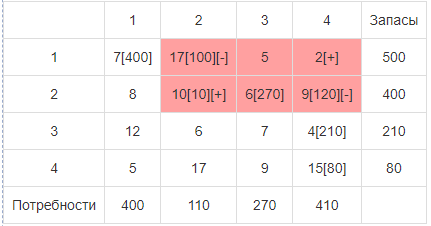 1 2 3 4 Запасы
1 7[400] 17[100][-] 5 2[+] 500
2 8 10[10][+] 6[270] 9[120][-] 400
3 12 6 7 4[210] 210
4 5 17 9 15[80] 80
Потребности 400 110 270 410